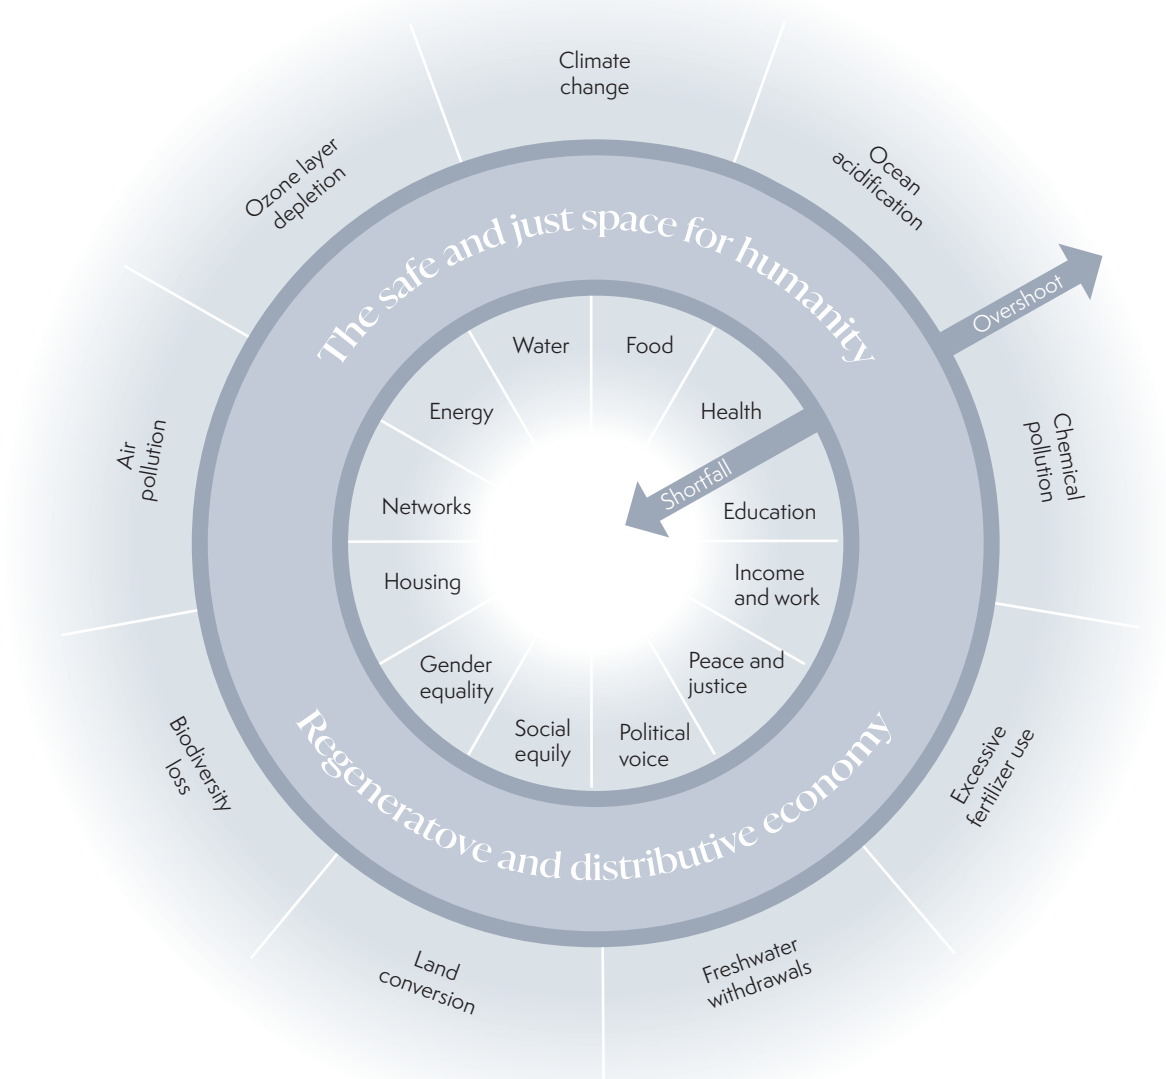 Climate
change
Ocean
acidification
Overshoot
Chemical
pollution
Excessive
fertilizer use
Freshwater
withdrawals
Land
conversion
Biodiversity
loss
Air
pollution
Ozone layer
depletion
The safe and just space for humanity
Regeneratove and distributive economy
Water
Food
Health
Shortfall
Education
Income
and work
Peace and
justice
Political
voice
Social
equily
Gender
equality
Housing
Networks
Energy